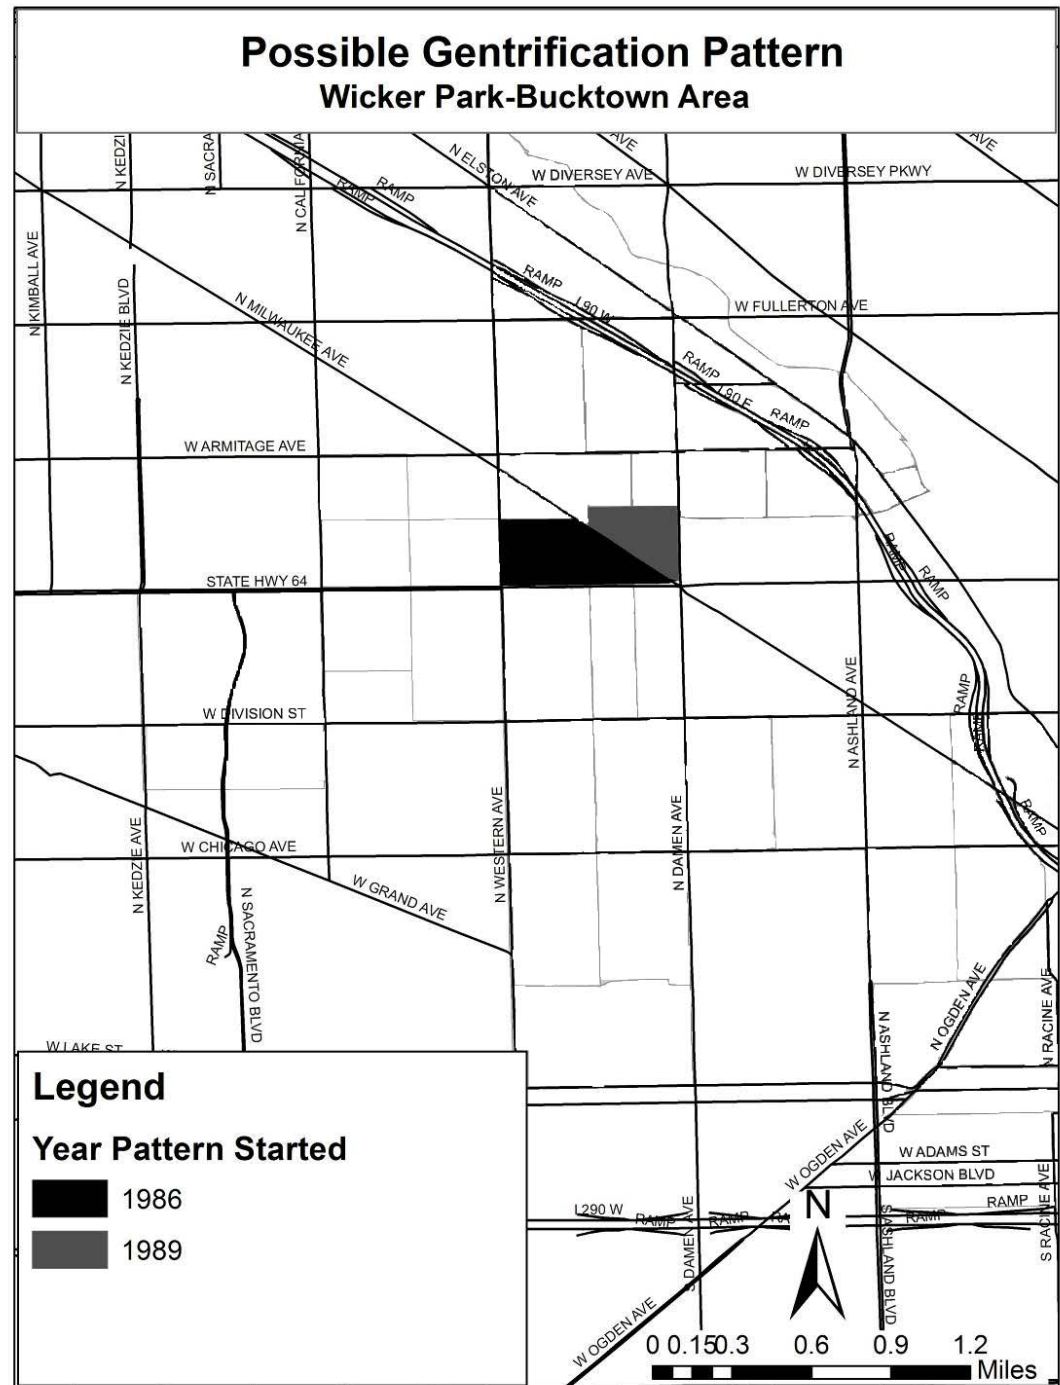 Possible Gentrification Pattern
Wicker Park-Bucktown Area
AVE
AVE
N KEDZI
N SACRA
N CALIFORNIA
N ELSTON AVE
W DIVERSEY AVE
W DIVERSEY PKWY
RAMP
RAMP
N KIMBALL AVE
N KEDZIE BLVD
N MILWAUKEE AVE
RAMP
I-90 W
W FULLERTON AVE
RAMP
I-90 E
RAMP
W ARMITAGE AVE
STATE HWY 64
RAMP
RAMP
W DIVISION ST
N ASHLAND AVE
RAMP
RAMP
N KEDZIE AVE
W CHICAGO AVE
N WESTERN AVE
N DAMEN AVE
RAMP
W GRAND AVE
RAMP
N SACRAMENTO BLVD
N OGDEN AVE
N RACINE AVE
N ASHLAND BLVD
W LAKE ST
W OGDEN AVE
W ADAMS ST
W JACKSON BLVD
I-290 W
RAMP
RAMP
RAMP
RAMP
S DAMEN AVE
S ASHLAND BLVD
S RACINE AVE
W OGDEN AVE
Legend
Year Pattern Started
1986
1989
N
0 0.15 0.3 0.6 0.9 1.2
Miles